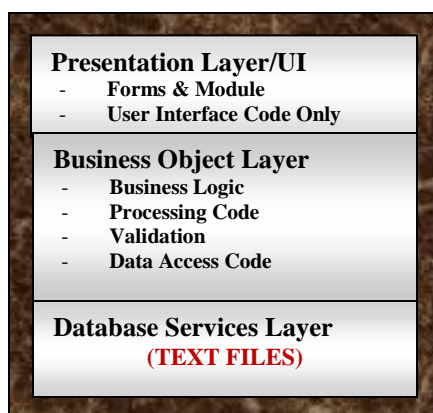 Presentation Layer/UI
- Forms & Module
- User Interface Code Only
Business Object Layer
- Business Logic
- Processing Code
- Validation
- Data Access Code
Database Services Layer
(TEXT FILES)